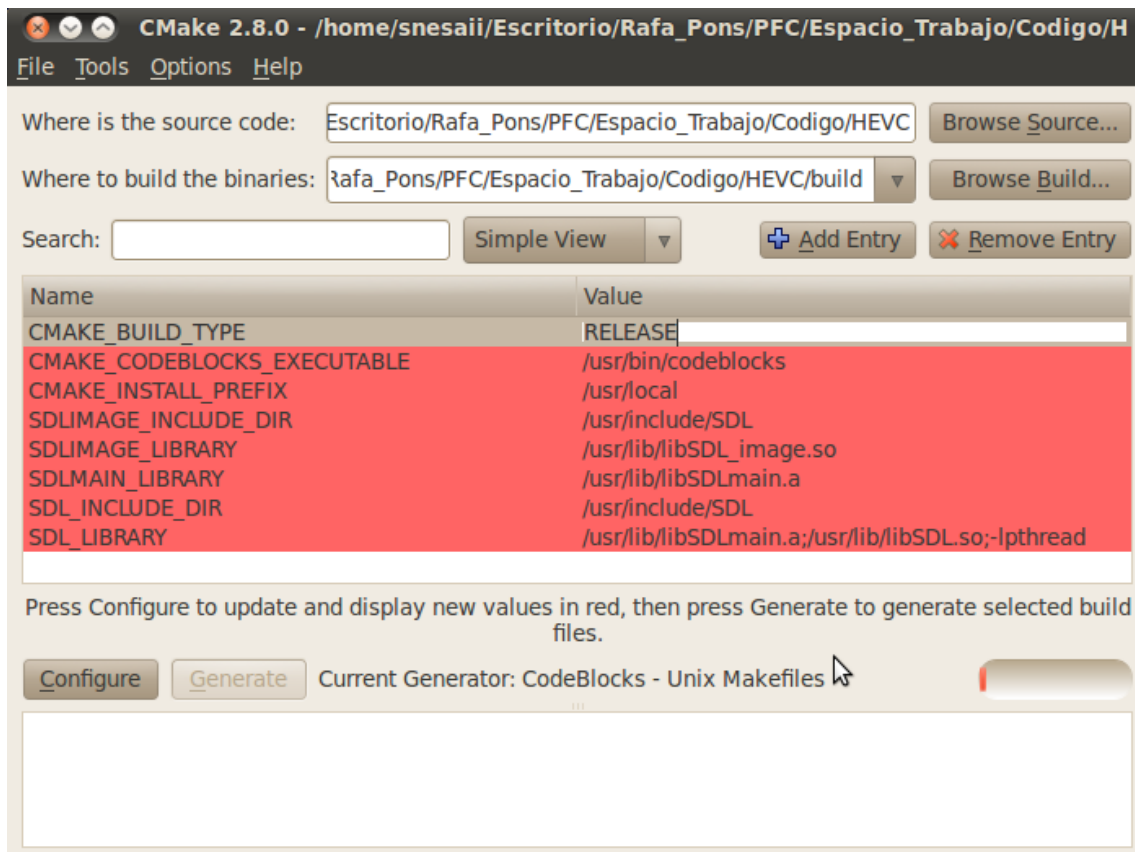 CMake 2.8.0 - /home/snesaii/Escritorio/Rafa_Pons/PFC/Espacio_Trabajo/Codigo/H
File Tools Options Help
Where is the source code: Escritorio/Rafa_Pons/PFC/Espacio_Trabajo/Codigo/HEVC Browse Source...
Where to build the binaries: Rafa_Pons/PFC/Espacio_Trabajo/Codigo/HEVC/build Browse Build...
Search: Simple View Add Entry Remove Entry
Name Value
CMAKE_BUILD_TYPE RELEASE
CMAKE_CODEBLOCKS_EXECUTABLE /usr/bin/codeblocks
CMAKE_INSTALL_PREFIX /usr/local
SDLIMAGE_INCLUDE_DIR /usr/include/SDL
SDLIMAGE_LIBRARY /usr/lib/libSDL_image.so
SDLMAIN_LIBRARY /usr/lib/libSDLmain.a
SDL_INCLUDE_DIR /usr/include/SDL
SDL_LIBRARY /usr/lib/libSDLmain.a;/usr/lib/libSDL.so;-lpthread
Press Configure to update and display new values in red, then press Generate to generate selected build
files.
Configure Generate Current Generator: CodeBlocks - Unix Makefiles